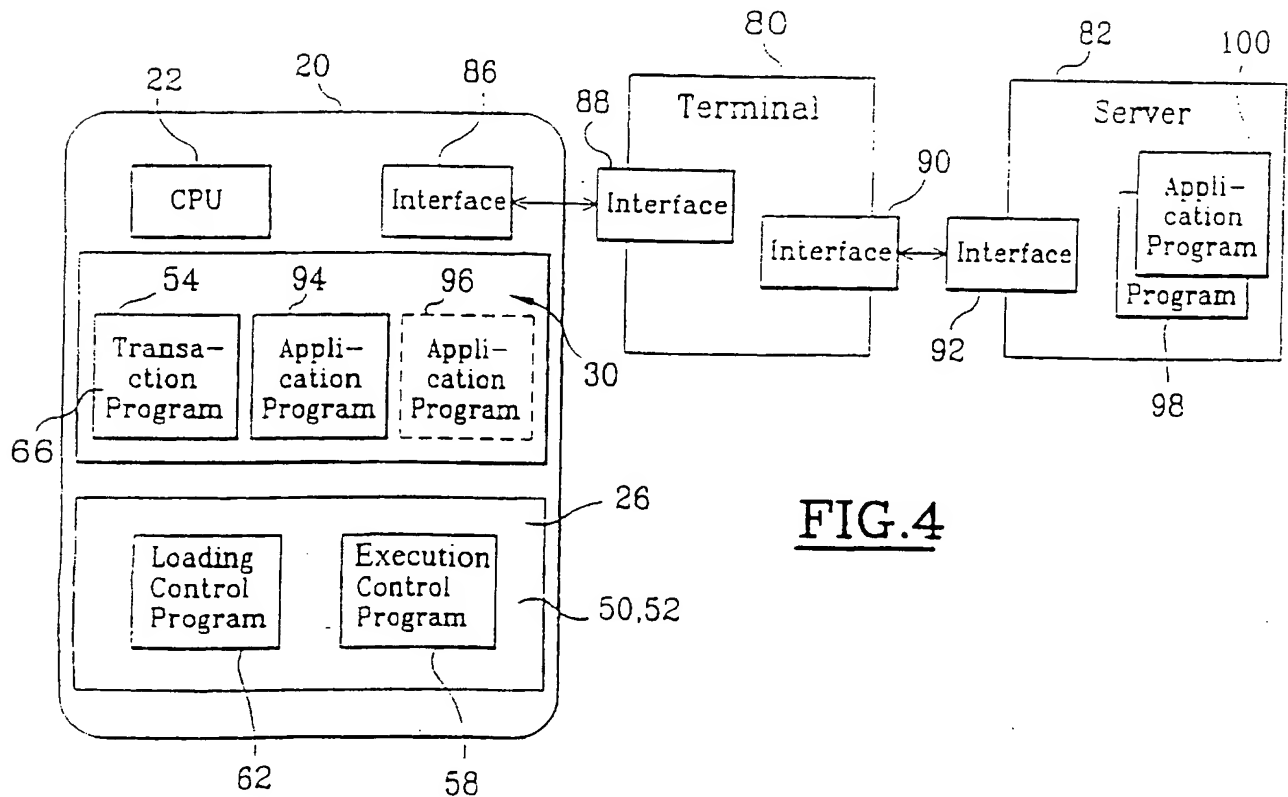 80
82
100
20
86
22
88
Terminal
Server
90
CPU
Interface
Interface
Appli-
cation
Program
Interface
Interface
Program
54
94
96
92
98
30
Transa-
ction
Program
Appli-
cation
Program
Appli-
cation
Program
66
26
Loading
Control
Program
Execution
Control
Program
50,52
FIG.4
62
58